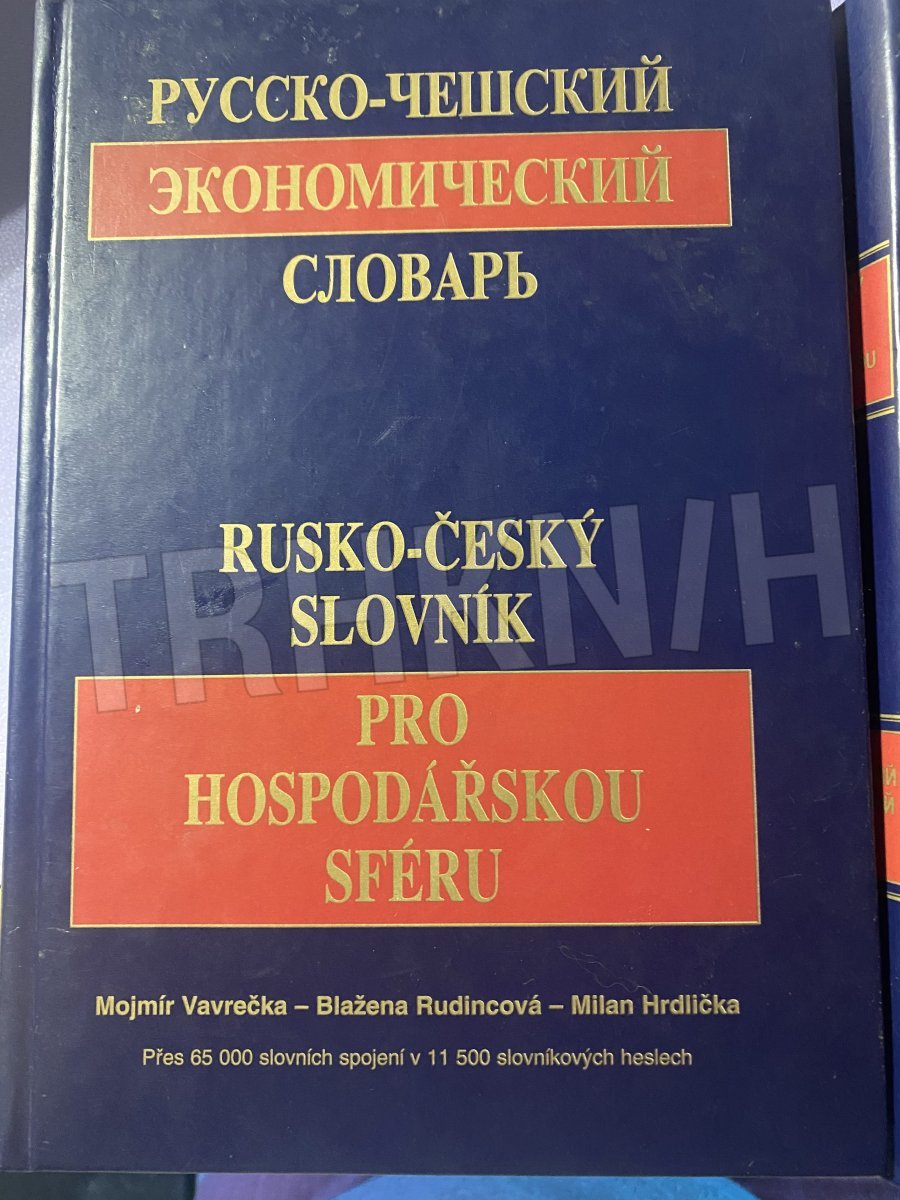 РУССКО-ЧЕШСКИЙ
ЭКОНОМИЧЕСКИЙ
СЛОВАРЬ
RUSKO-ČESKÝ
SLOVNÍK
TRHKNIH
PRO
HOSPODÁŘSKOU
SFÉRU
Mojmír Vavrečka – Blažena Rudincová – Milan Hrdlička
Přes 65 000 slovních spojení v 11 500 slovníkových heslech